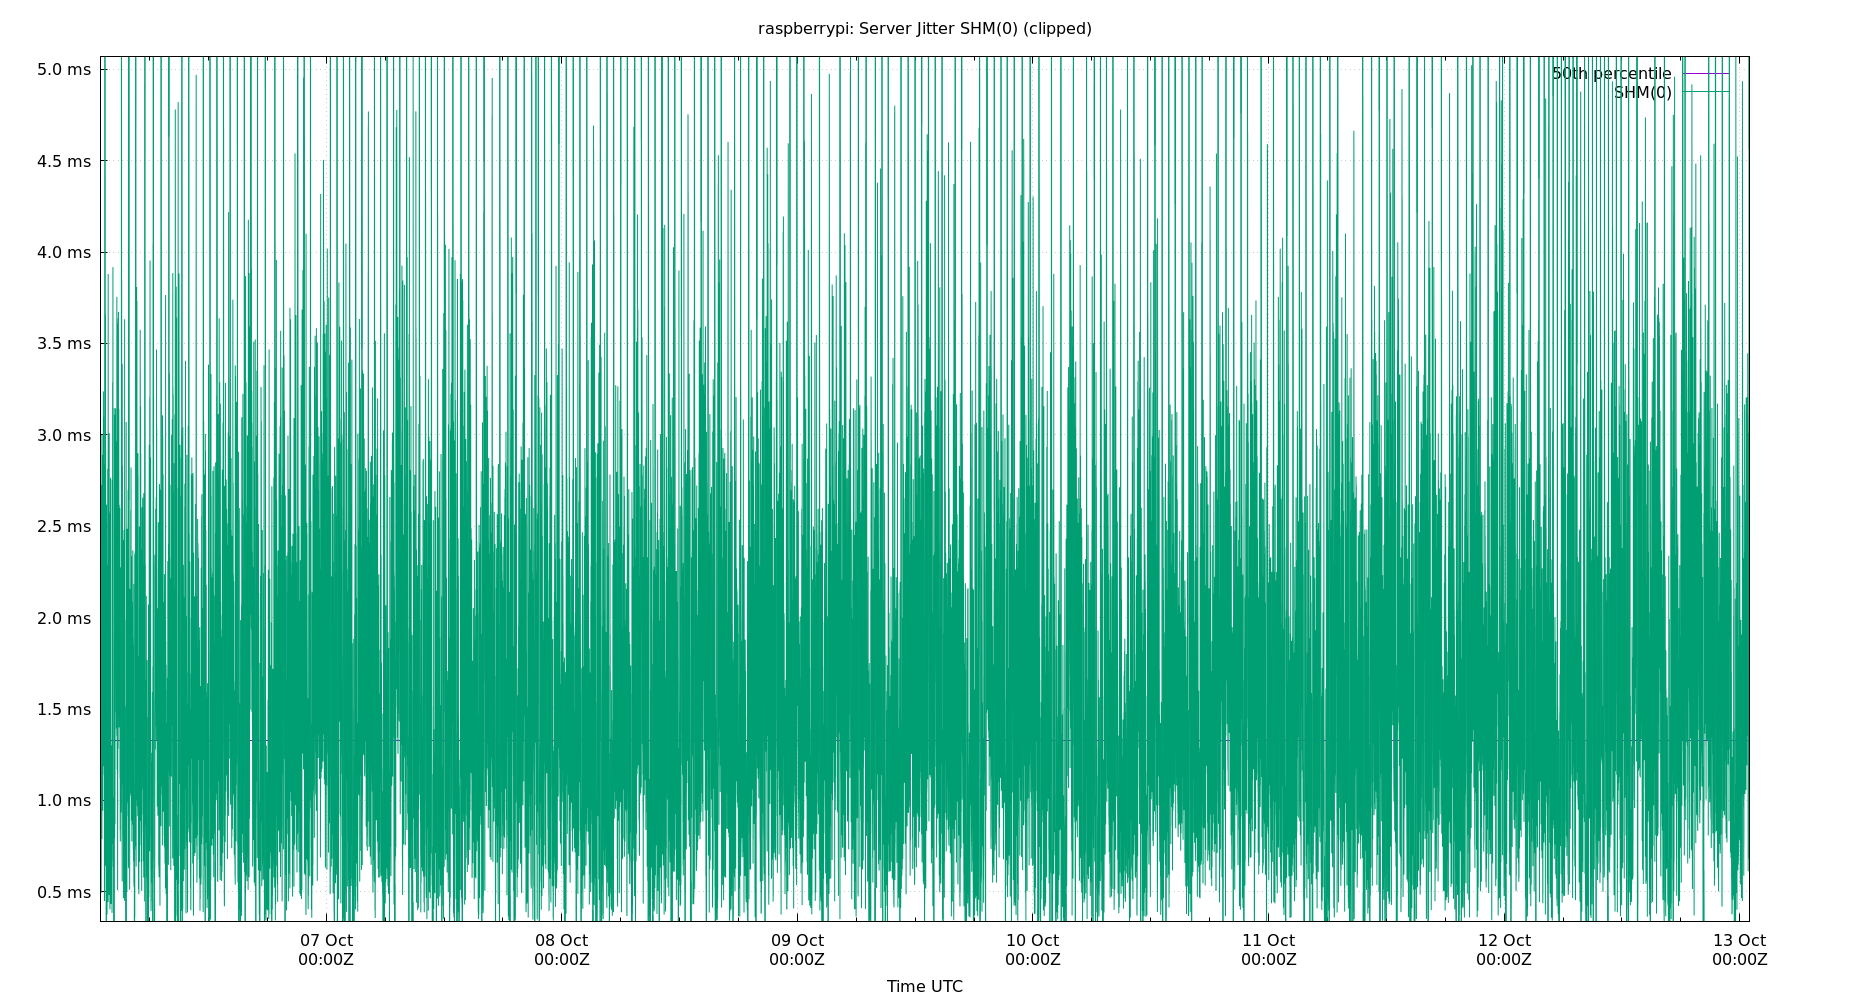 raspberrypi: Server Jitter SHM(0) (clipped)
5.0 ms
50th percentile
SHM(0)
4.5 ms
4.0 ms
3.5 ms
3.0 ms
2.5 ms
2.0 ms
1.5 ms
1.0 ms
0.5 ms
07 Oct 08 Oct 09 Oct 10 Oct 11 Oct 12 Oct 13 Oct
00:00Z 00:00Z 00:00Z 00:00Z 00:00Z 00:00Z 00:00Z
Time UTC